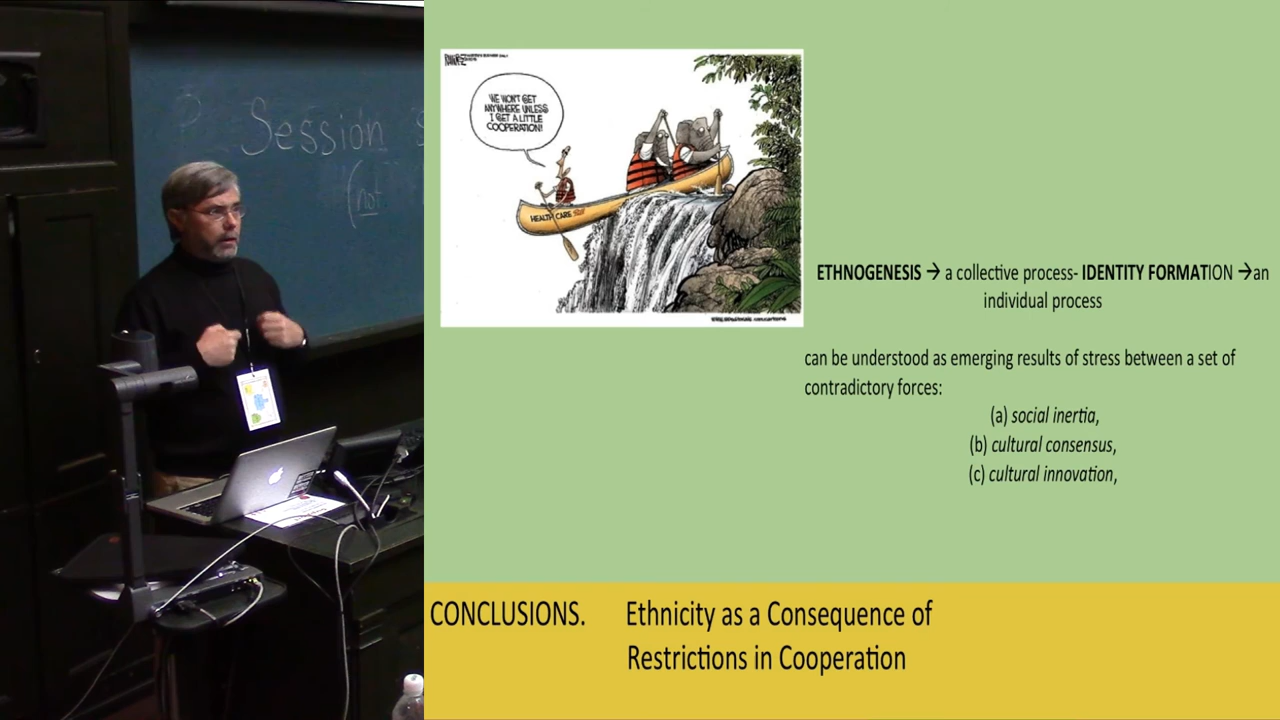 Session
(not
WE WON'T GET
ANYWHERE UNLESS
I GET A LITTLE
COOPERATION!
HEALTH CARE
ETHNOGENESIS → a collective process- IDENTITY FORMATION → an
individual process
can be understood as emerging results of stress between a set of
contradictory forces:
(a) social inertia,
(b) cultural consensus,
(c) cultural innovation,
CONCLUSIONS. Ethnicity as a Consequence of
Restrictions in Cooperation